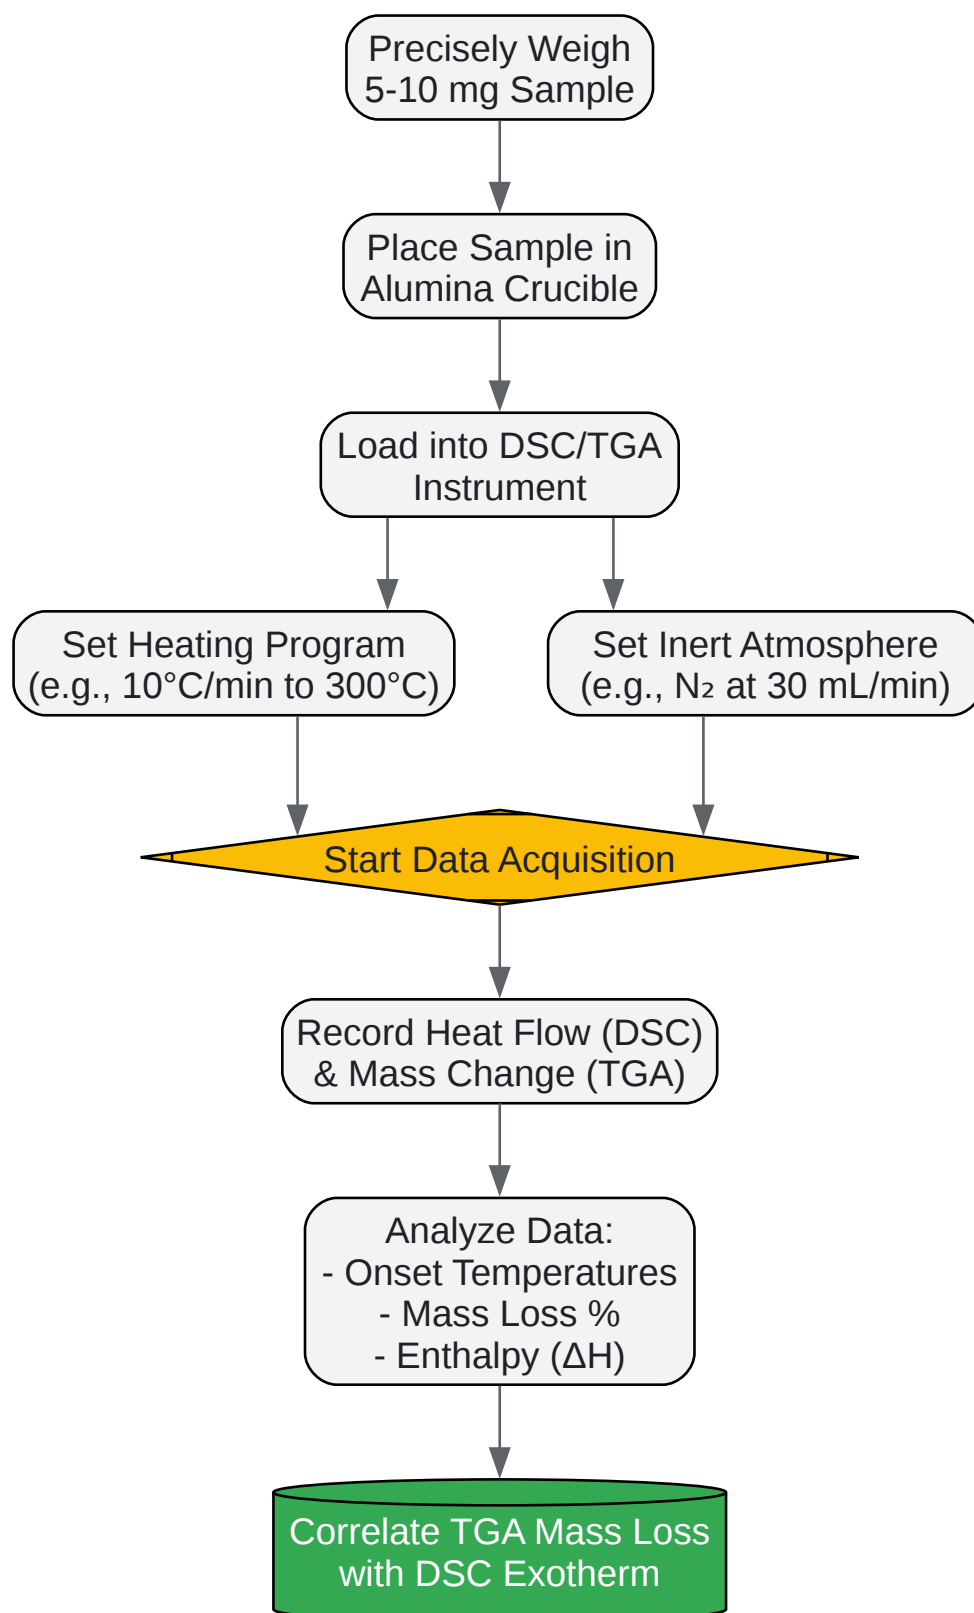 Precisely Weigh
5-10 mg Sample
Place Sample in
Alumina Crucible
Load into DSC/TGA
Instrument
Set Heating Program
(e.g., 10°C/min to 300°C)
Set Inert Atmosphere
(e.g., N₂ at 30 mL/min)
Start Data Acquisition
Record Heat Flow (DSC)
& Mass Change (TGA)
Analyze Data:
- Onset Temperatures
- Mass Loss %
- Enthalpy (ΔH)
Correlate TGA Mass Loss
with DSC Exotherm